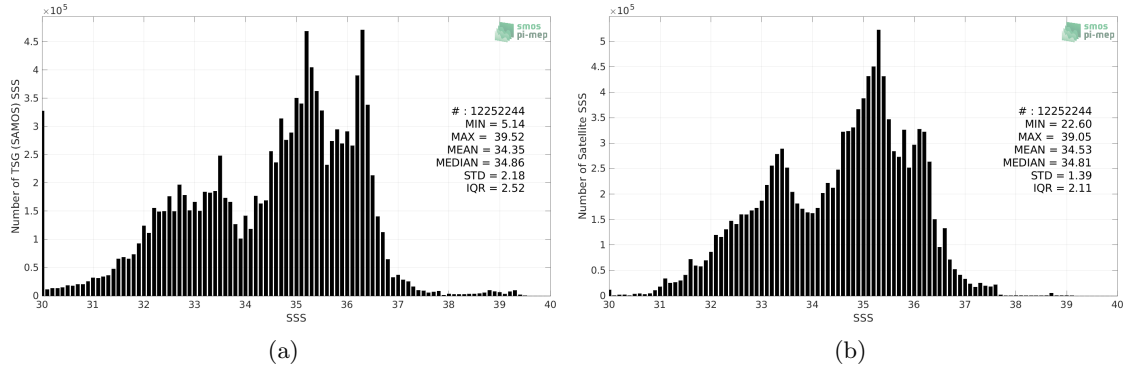 ×10⁵
smos
pi-mep
4.5
4
3.5
3
2.5
2
1.5
1
0.5
0
Number of TSG (SAMOS) SSS
# : 12252244
MIN = 5.14
MAX = 39.52
MEAN = 34.35
MEDIAN = 34.86
STD = 2.18
IQR = 2.52
30 31 32 33 34 35 36 37 38 39 40
SSS
(a)
×10⁵
smos
pi-mep
5
4.5
4
3.5
3
2.5
2
1.5
1
0.5
0
Number of Satellite SSS
# : 12252244
MIN = 22.60
MAX = 39.05
MEAN = 34.53
MEDIAN = 34.81
STD = 1.39
IQR = 2.11
30 31 32 33 34 35 36 37 38 39 40
SSS
(b)